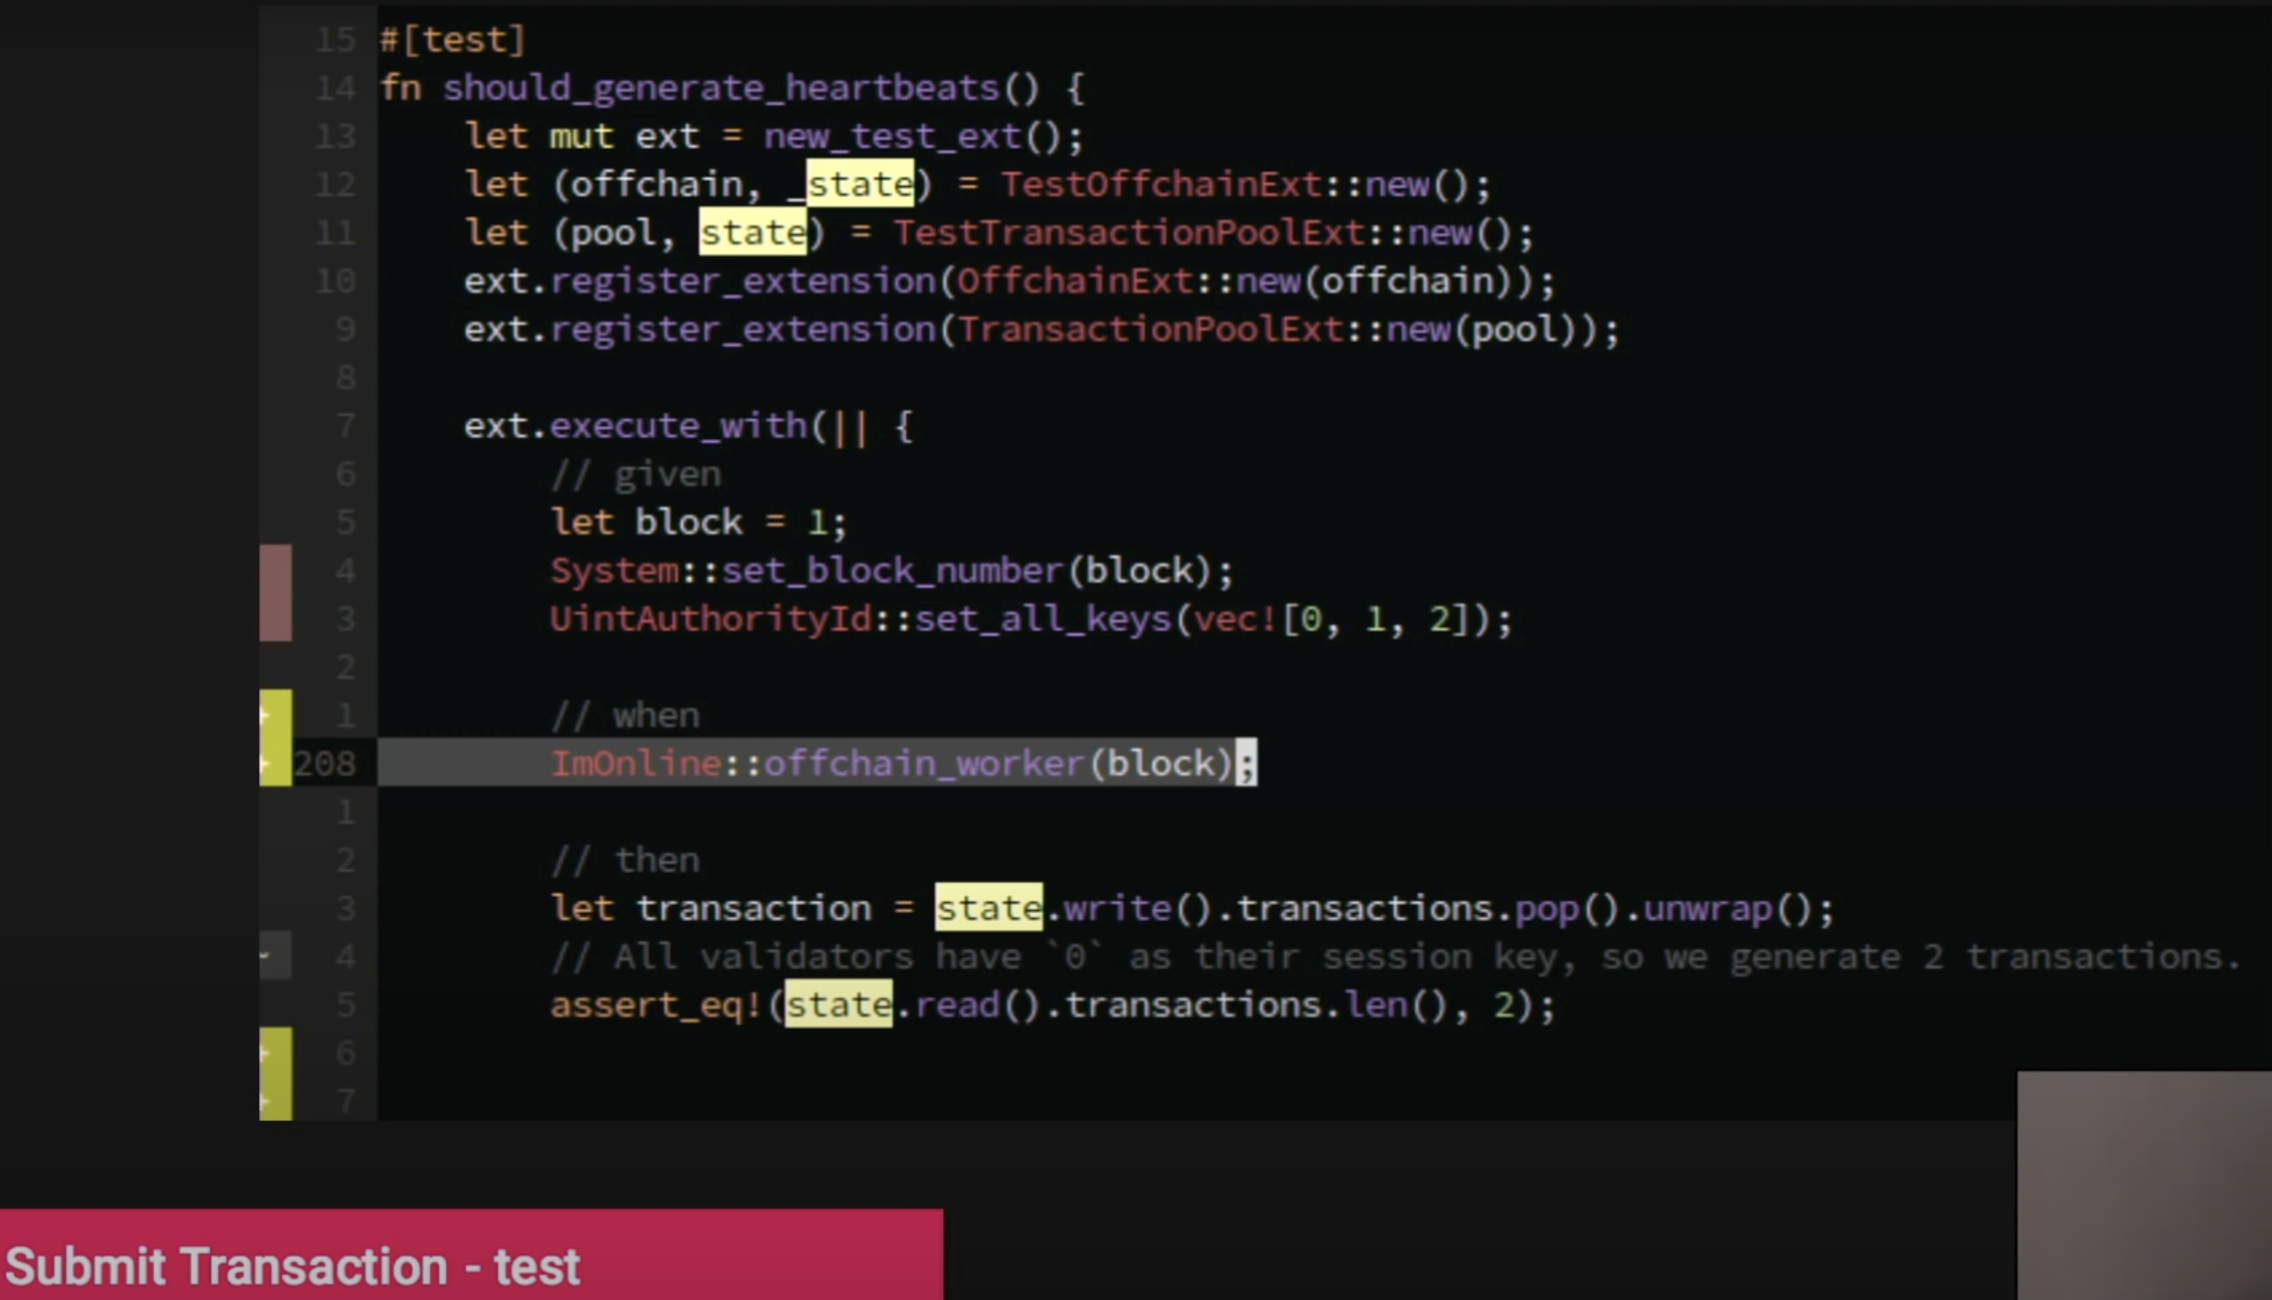 15 #[test]
14 fn should_generate_heartbeats() {
13     let mut ext = new_test_ext();
12     let (offchain, _state) = TestOffchainExt::new();
11     let (pool, state) = TestTransactionPoolExt::new();
10     ext.register_extension(OffchainExt::new(offchain));
9     ext.register_extension(TransactionPoolExt::new(pool));
8
7     ext.execute_with(|| {
6         // given
5         let block = 1;
4         System::set_block_number(block);
3         UintAuthorityId::set_all_keys(vec![0, 1, 2]);
2
1         // when
208         ImOnline::offchain_worker(block);
1
2         // then
3         let transaction = state.write().transactions.pop().unwrap();
4         // All validators have `0` as their session key, so we generate 2 transactions.
5         assert_eq!(state.read().transactions.len(), 2);
6
7
Submit Transaction - test